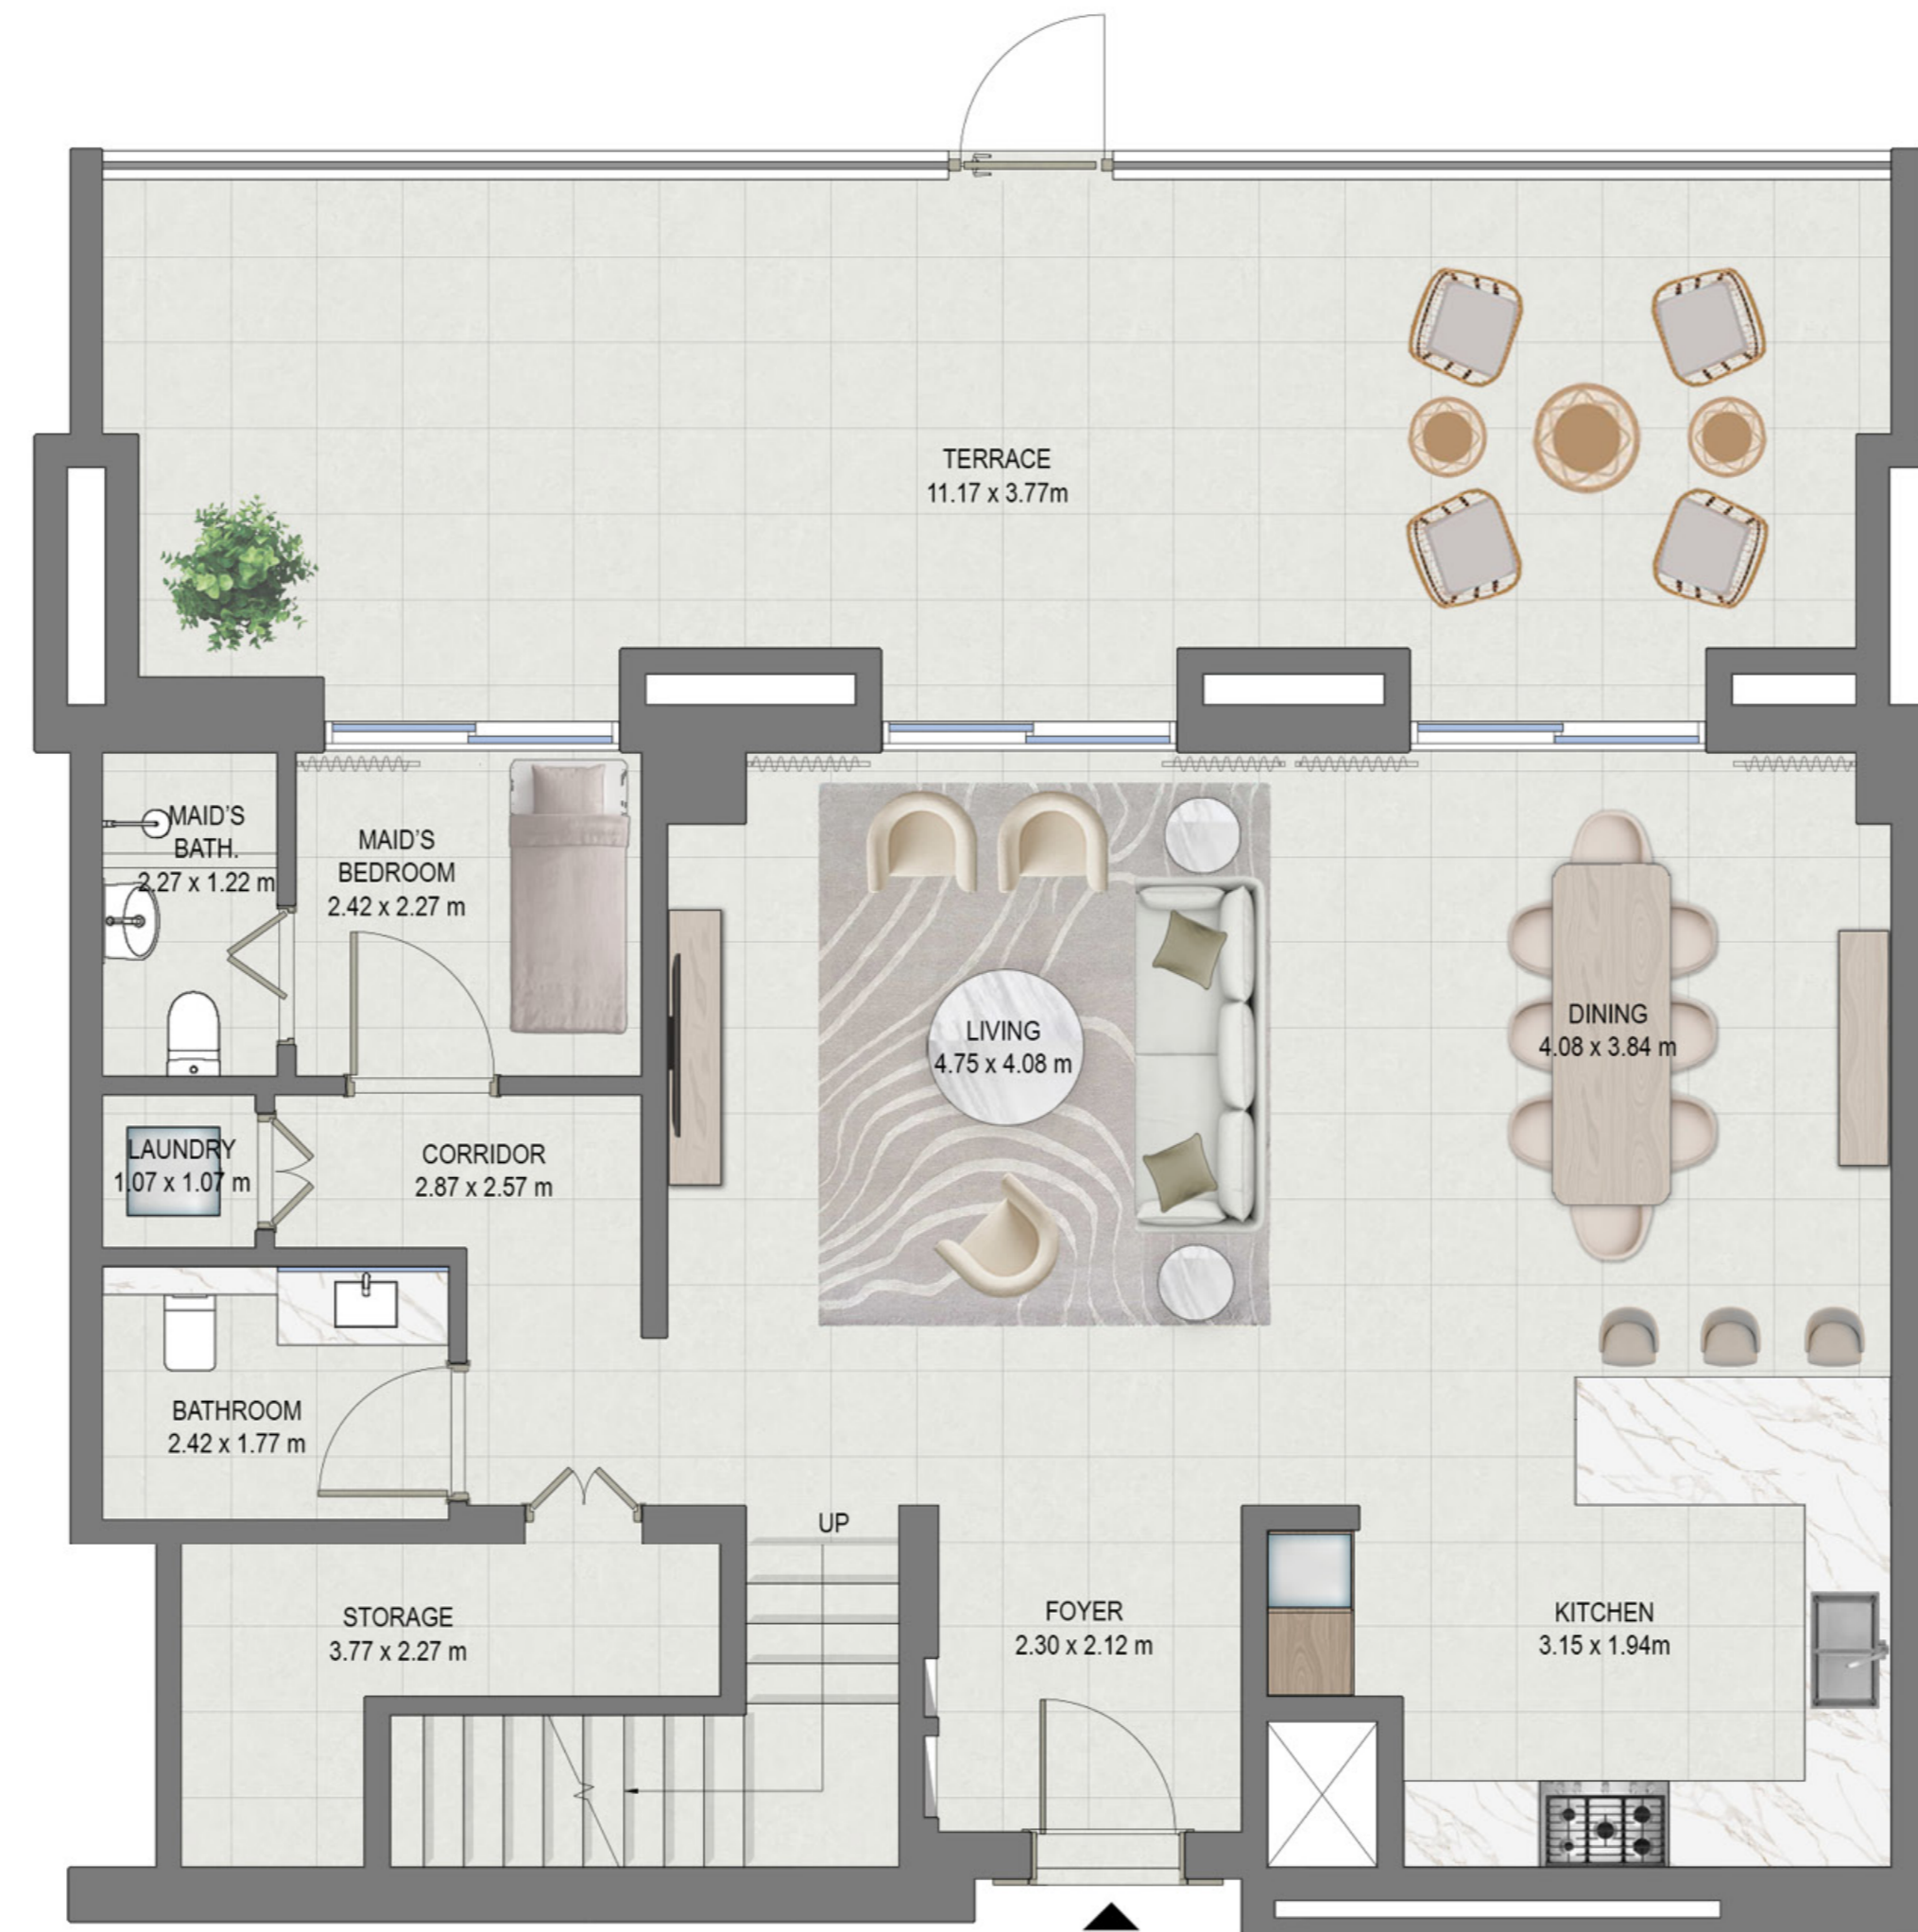 TERRACE
11.17 x 3.77m
MAID'S
BATH.
2.27 x 1.22 m
MAID'S
BEDROOM
2.42 x 2.27 m
LIVING
4.75 x 4.08 m
DINING
4.08 x 3.84 m
LAUNDRY
1.07 x 1.07 m
CORRIDOR
2.87 x 2.57 m
BATHROOM
2.42 x 1.77 m
UP
STORAGE
3.77 x 2.27 m
FOYER
2.30 x 2.12 m
KITCHEN
3.15 x 1.94m